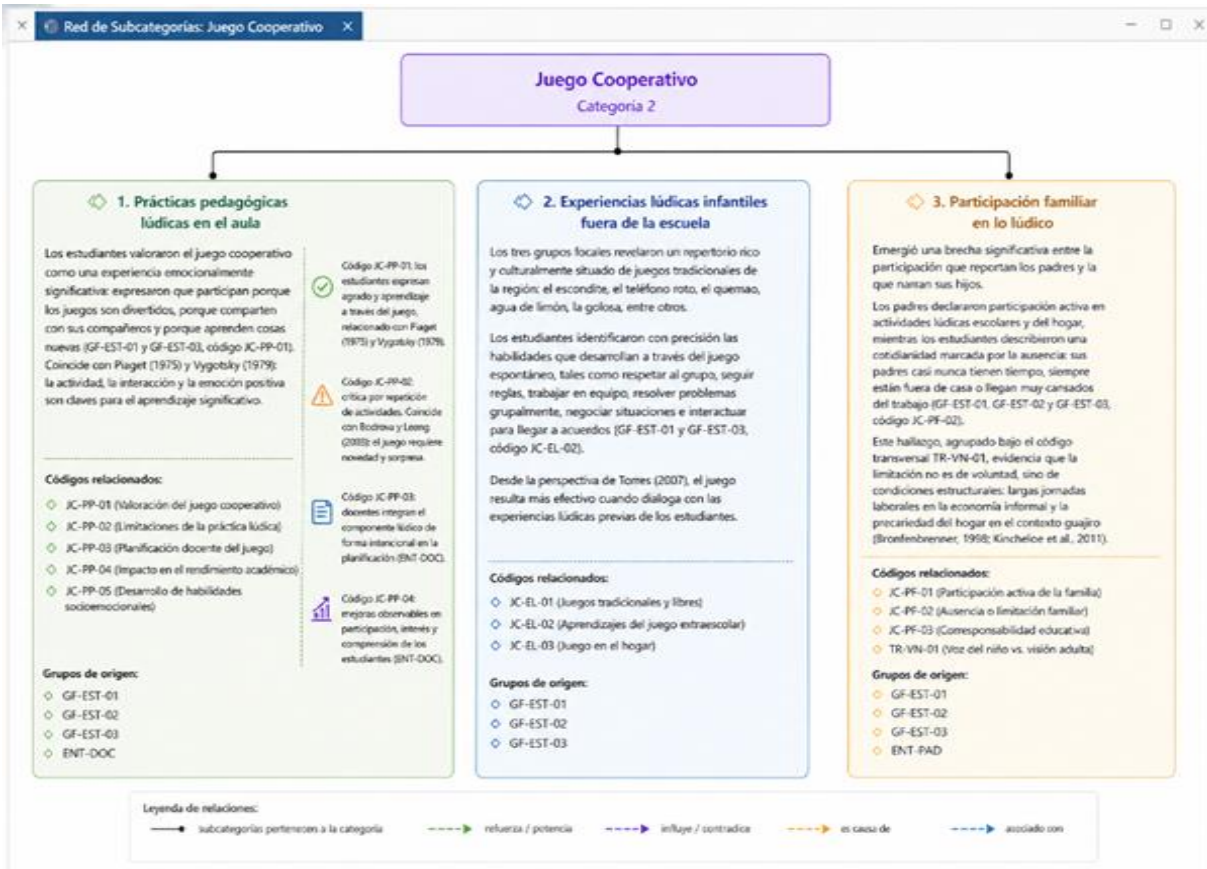 Red de Subcategorías: Juego Cooperativo
Juego Cooperativo
Categoría 2
1. Prácticas pedagógicas
lúdicas en el aula
Los estudiantes valoraron el juego cooperativo
como una experiencia emocionalmente
significativa: expresaron que participan porque
los juegos son divertidos, porque comparten
con sus compañeros y porque aprenden cosas
nuevas (GF-EST-01 y GF-EST-03, código JC-PP-01).
Coincide con Piaget (1975) y Vygotsky (1979):
la actividad, la interacción y la emoción positiva
son claves para el aprendizaje significativo.
Códigos relacionados:
JC-PP-01 (Valoración del juego cooperativo)
JC-PP-02 (Limitaciones de la práctica lúdica)
JC-PP-03 (Planificación docente del juego)
JC-PP-04 (Impacto en el rendimiento académico)
JC-PP-05 (Desarrollo de habilidades
socioemocionales)
Grupos de origen:
GF-EST-01
GF-EST-02
GF-EST-03
ENT-DOC
Código JC-PP-01: los
estudiantes expresan
agrado y aprendizaje
a través del juego,
relacionado con Piaget
(1975) y Vygotsky (1979).
Código JC-PP-02:
crítica por repetición
de actividades. Coincide
con Bodrova y Leong
(2003): el juego requiere
novedad y sorpresa.
Código JC-PP-03:
docentes integran el
componente lúdico de
forma intencional en la
planificación (ENT-DOC).
Código JC-PP-04:
mejoras observables en
participación, interés y
comprensión de los
estudiantes (ENT-DOC).
2. Experiencias lúdicas infantiles
fuera de la escuela
Los tres grupos focales revelaron un repertorio rico
y culturalmente situado de juegos tradicionales de
la región: el escondite, el teléfono roto, el quemao,
agua de limón, la golosa, entre otros.
Los estudiantes identificaron con precisión las
habilidades que desarrollan a través del juego
espontáneo, tales como respetar al grupo, seguir
reglas, trabajar en equipo, resolver problemas
grupalmente, negociar situaciones e interactuar
para llegar a acuerdos (GF-EST-01 y GF-EST-03,
código JC-EL-02).
Desde la perspectiva de Torres (2007), el juego
resulta más efectivo cuando dialoga con las
experiencias lúdicas previas de los estudiantes.
Códigos relacionados:
JC-EL-01 (Juegos tradicionales y libres)
JC-EL-02 (Aprendizajes del juego extraescolar)
JC-EL-03 (Juego en el hogar)
Grupos de origen:
GF-EST-01
GF-EST-02
GF-EST-03
3. Participación familiar
en lo lúdico
Emergió una brecha significativa entre la
participación que reportan los padres y la
que narran sus hijos.
Los padres declararon participación activa en
actividades lúdicas escolares y del hogar,
mientras los estudiantes describieron una
cotidianidad marcada por la ausencia: sus
padres casi nunca tienen tiempo, siempre
están fuera de casa o llegan muy cansados
del trabajo (GF-EST-01, GF-EST-02 y GF-EST-03,
código JC-PF-02).
Este hallazgo, agrupado bajo el código
transversal TR-VN-01, evidencia que la
limitación no es de voluntad, sino de
condiciones estructurales: largas jornadas
laborales en la economía informal y la
precariedad del hogar en el contexto guajiro
(Bronfenbrenner, 1998; Kincheloe et al., 2011).
Códigos relacionados:
JC-PF-01 (Participación activa de la familia)
JC-PF-02 (Ausencia o limitación familiar)
JC-PF-03 (Corresponsabilidad educativa)
TR-VN-01 (Voz del niño vs. visión adulta)
Grupos de origen:
GF-EST-01
GF-EST-02
GF-EST-03
ENT-PAD
Leyenda de relaciones:
subcategorías pertenecen a la categoría
refuerza / potencia
influye / contradice
es causa de
asociado con